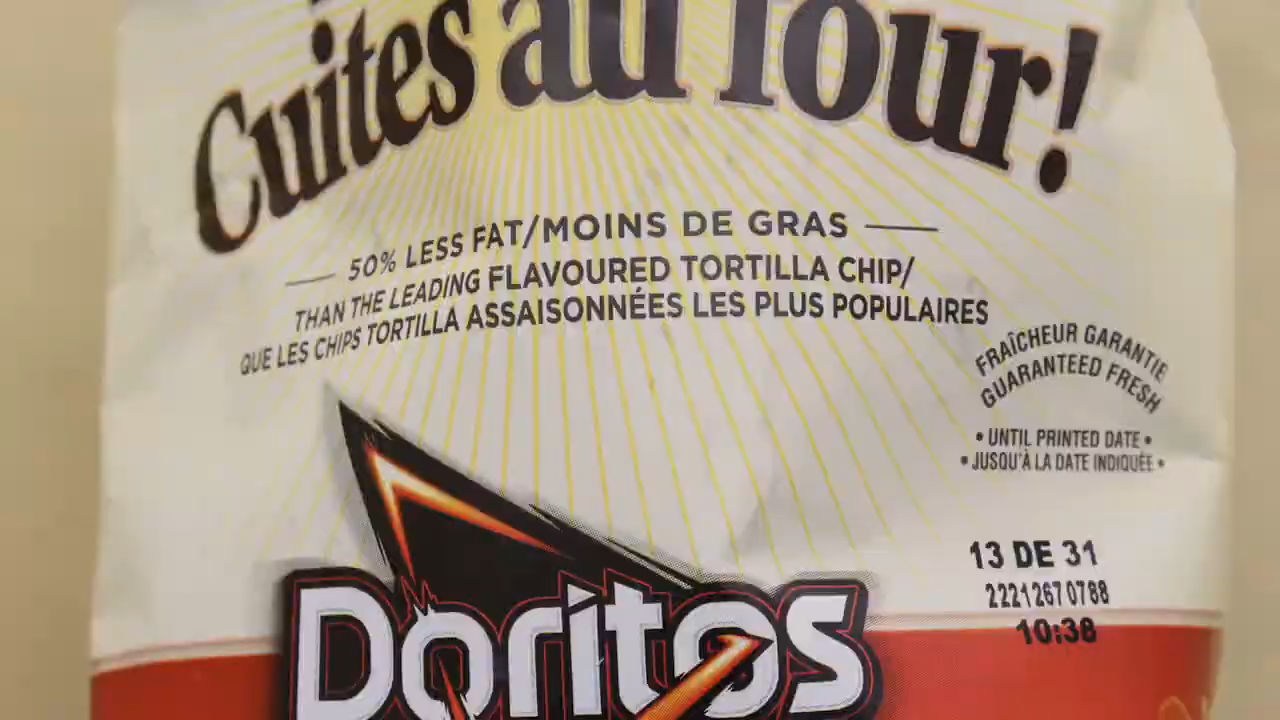 Cuites au four!
50% LESS FAT/MOINS DE GRAS
THAN THE LEADING FLAVOURED TORTILLA CHIP/
QUE LES CHIPS TORTILLA ASSAISONNÉES LES PLUS POPULAIRES
FRAÎCHEUR GARANTIE
GUARANTEED FRESH
• UNTIL PRINTED DATE •
• JUSQU'À LA DATE INDIQUÉE •
13 DE 31
2221267 0788
10:38
Doritos